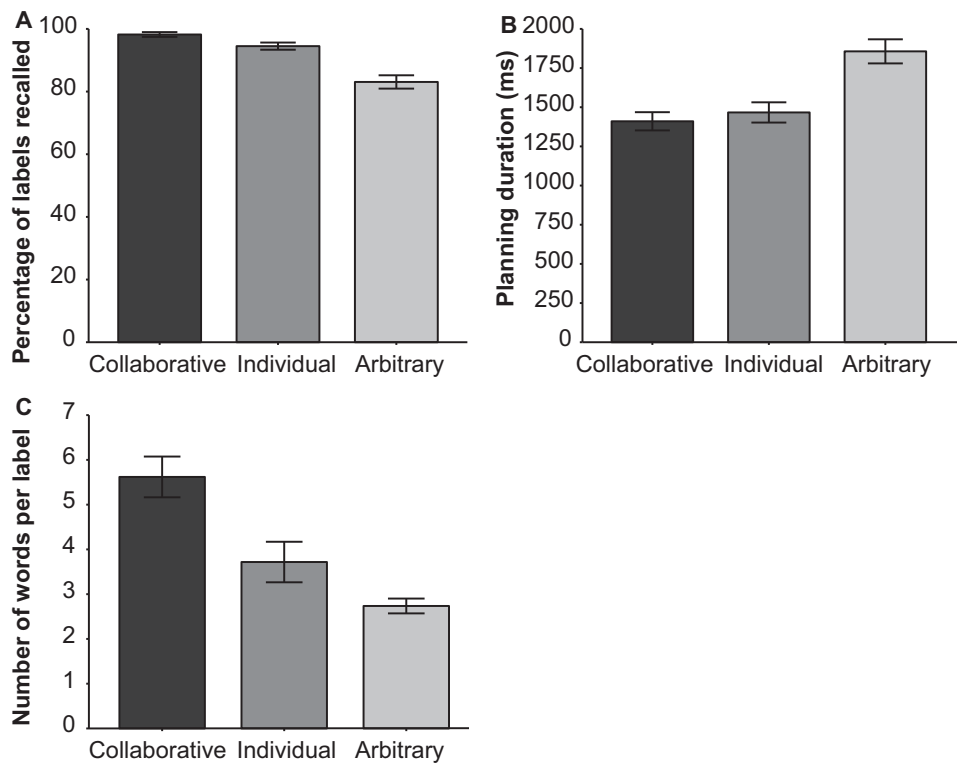 A
Percentage of labels recalled
100
80
60
40
20
0
Collaborative Individual Arbitrary
B
Planning duration (ms)
2000
1750
1500
1250
1000
750
500
250
0
Collaborative Individual Arbitrary
C
Number of words per label
7
6
5
4
3
2
1
0
Collaborative Individual Arbitrary